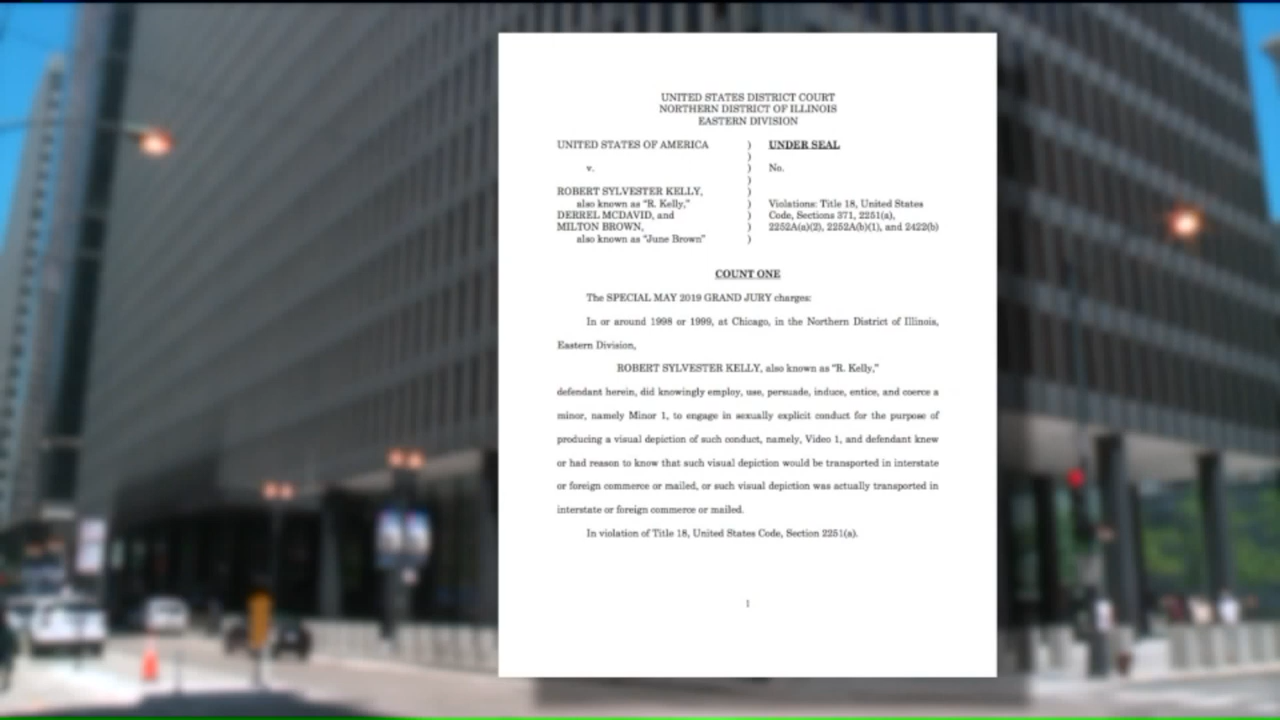 UNITED STATES DISTRICT COURT
NORTHERN DISTRICT OF ILLINOIS
EASTERN DIVISION
UNITED STATES OF AMERICA ) UNDER SEAL
)
v. ) No.
)
ROBERT SYLVESTER KELLY, )
also known as “R. Kelly,” ) Violations: Title 18, United States
DERREL MCDAVID, and ) Code, Sections 371, 2251(a),
MILTON BROWN, ) 2252A(a)(2), 2252A(b)(1), and 2422(b)
also known as “June Brown” )
COUNT ONE
The SPECIAL MAY 2019 GRAND JURY charges:
In or around 1998 or 1999, at Chicago, in the Northern District of Illinois,
Eastern Division,
ROBERT SYLVESTER KELLY, also known as “R. Kelly,”
defendant herein, did knowingly employ, use, persuade, induce, entice, and coerce a
minor, namely Minor 1, to engage in sexually explicit conduct for the purpose of
producing a visual depiction of such conduct, namely, Video 1, and defendant knew
or had reason to know that such visual depiction would be transported in interstate
or foreign commerce or mailed, or such visual depiction was actually transported in
interstate or foreign commerce or mailed.
In violation of Title 18, United States Code, Section 2251(a).
1